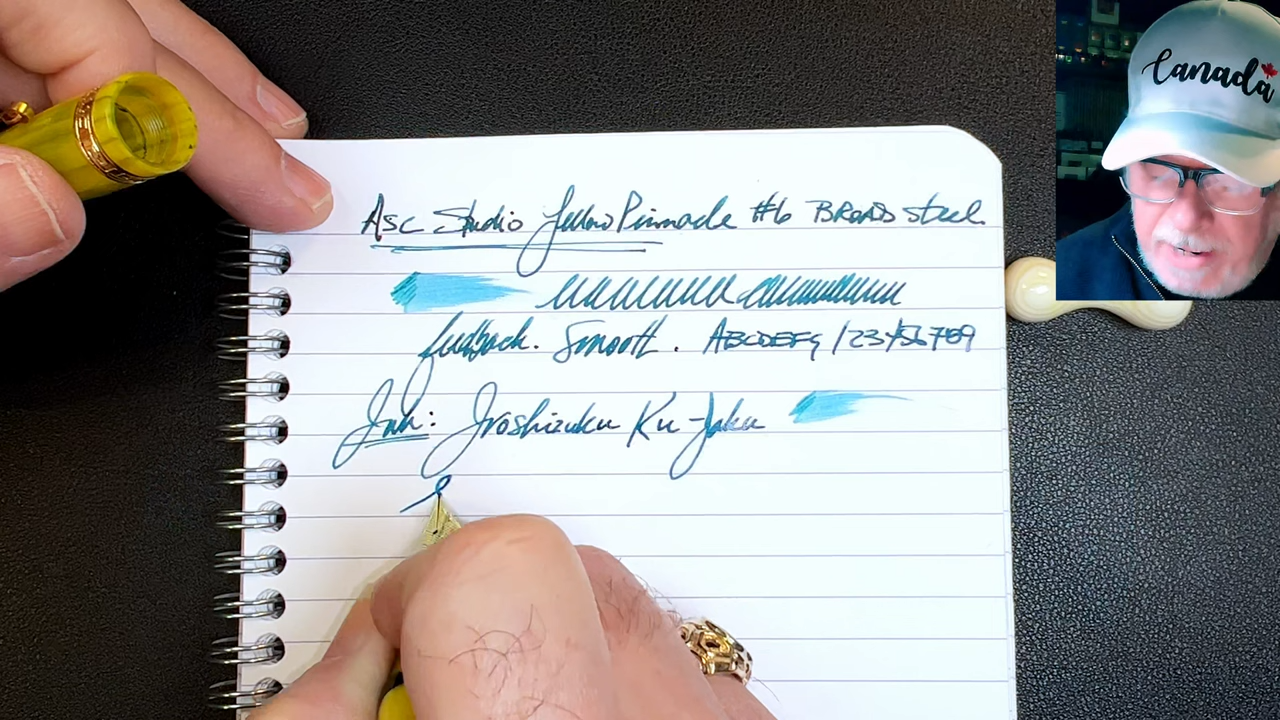 ASC Studio Yellow Pinnacle #6 BROAD steel.
feedback. Smooth. ABCDEFG 123456789
Ink: Iroshizuku Ku-Jaku
Canada